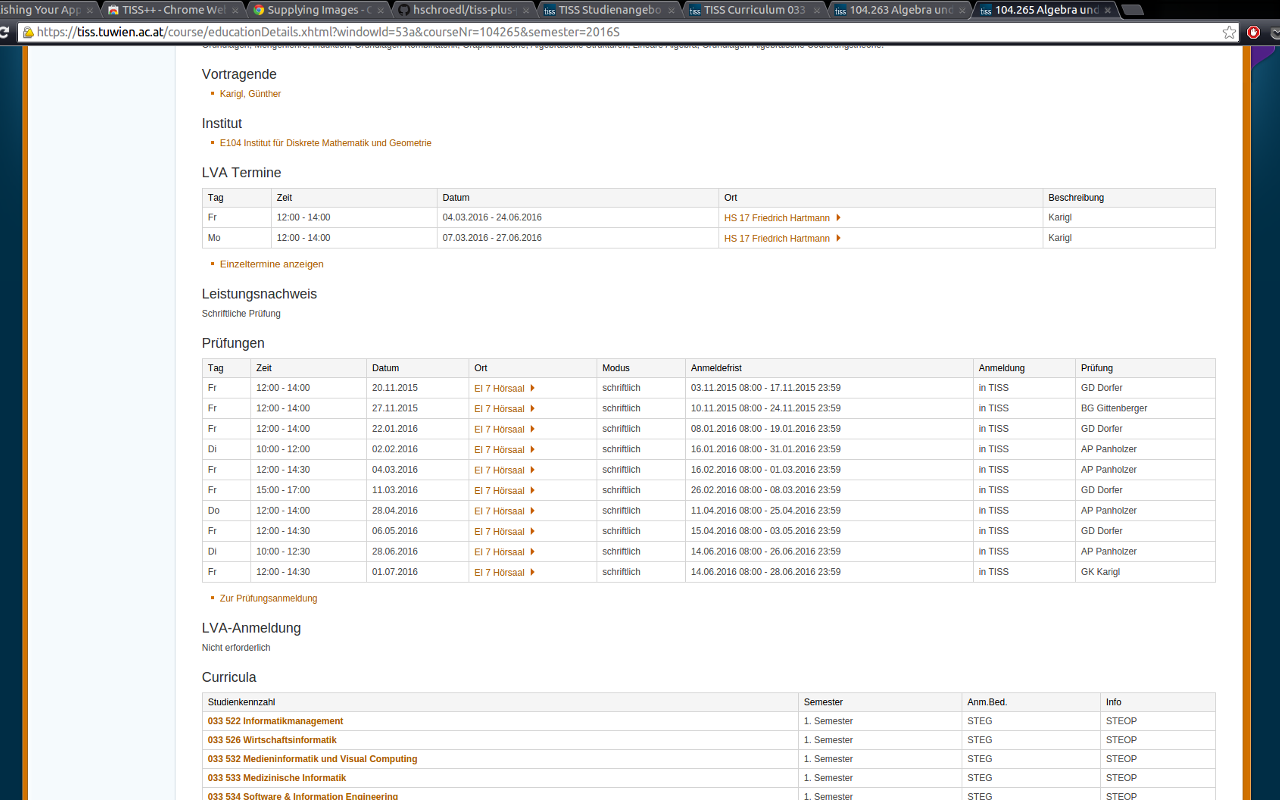 ishing Your App
TISS++ - Chrome Wel
Supplying Images - C
hschroedl/tiss-plus-
TISS Studienangebo
TISS Curriculum 033
104.263 Algebra und
104.265 Algebra und
https://tiss.tuwien.ac.at/course/educationDetails.xhtml?windowId=53a&courseNr=104265&semester=2016S
Grundlagen, Mengenlehre, Induktion, Grundlagen Kombinatorik, Graphentheorie, Algebraische Strukturen, Lineare Algebra, Grundlagen Algebraische Codierungstheorie.
Vortragende
Karigl, Günther
Institut
E104 Institut für Diskrete Mathematik und Geometrie
LVA Termine
Tag Zeit Datum Ort Beschreibung
Fr 12:00 - 14:00 04.03.2016 - 24.06.2016 HS 17 Friedrich Hartmann Karigl
Mo 12:00 - 14:00 07.03.2016 - 27.06.2016 HS 17 Friedrich Hartmann Karigl
Einzeltermine anzeigen
Leistungsnachweis
Schriftliche Prüfung
Prüfungen
Tag Zeit Datum Ort Modus Anmeldefrist Anmeldung Prüfung
Fr 12:00 - 14:00 20.11.2015 EI 7 Hörsaal schriftlich 03.11.2015 08:00 - 17.11.2015 23:59 in TISS GD Dorfer
Fr 12:00 - 14:00 27.11.2015 EI 7 Hörsaal schriftlich 10.11.2015 08:00 - 24.11.2015 23:59 in TISS BG Gittenberger
Fr 12:00 - 14:00 22.01.2016 EI 7 Hörsaal schriftlich 08.01.2016 08:00 - 19.01.2016 23:59 in TISS GD Dorfer
Di 10:00 - 12:00 02.02.2016 EI 7 Hörsaal schriftlich 16.01.2016 08:00 - 31.01.2016 23:59 in TISS AP Panholzer
Fr 12:00 - 14:30 04.03.2016 EI 7 Hörsaal schriftlich 16.02.2016 08:00 - 01.03.2016 23:59 in TISS AP Panholzer
Fr 15:00 - 17:00 11.03.2016 EI 7 Hörsaal schriftlich 26.02.2016 08:00 - 08.03.2016 23:59 in TISS GD Dorfer
Do 12:00 - 14:00 28.04.2016 EI 7 Hörsaal schriftlich 11.04.2016 08:00 - 25.04.2016 23:59 in TISS AP Panholzer
Fr 12:00 - 14:30 06.05.2016 EI 7 Hörsaal schriftlich 15.04.2016 08:00 - 03.05.2016 23:59 in TISS GD Dorfer
Di 10:00 - 12:30 28.06.2016 EI 7 Hörsaal schriftlich 14.06.2016 08:00 - 26.06.2016 23:59 in TISS AP Panholzer
Fr 12:00 - 14:30 01.07.2016 EI 7 Hörsaal schriftlich 14.06.2016 08:00 - 28.06.2016 23:59 in TISS GK Karigl
Zur Prüfungsanmeldung
LVA-Anmeldung
Nicht erforderlich
Curricula
Studienkennzahl Semester Anm.Bed. Info
033 522 Informatikmanagement 1. Semester STEG STEOP
033 526 Wirtschaftsinformatik 1. Semester STEG STEOP
033 532 Medieninformatik und Visual Computing 1. Semester STEG STEOP
033 533 Medizinische Informatik 1. Semester STEG STEOP
033 534 Software & Information Engineering 1. Semester STEG STEOP